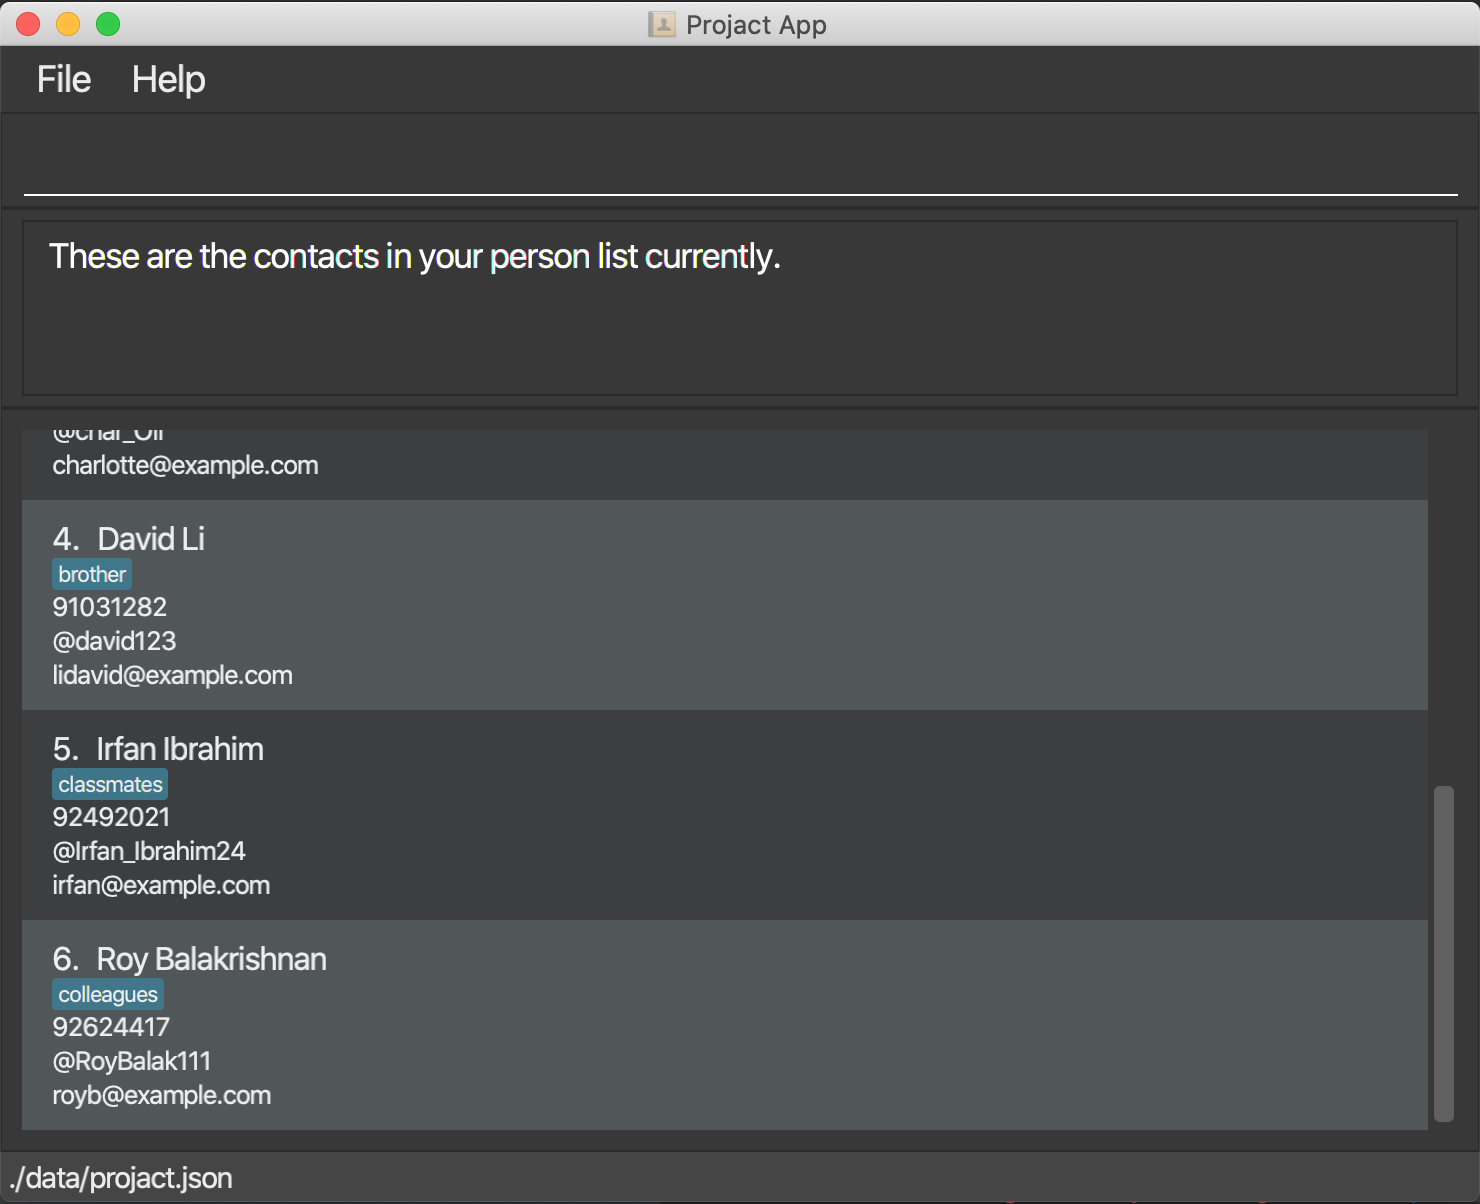 Projact App
File Help
These are the contacts in your person list currently.
charlotte@example.com
4. David Li
brother
91031282
@david123
lidavid@example.com
5. Irfan Ibrahim
classmates
92492021
@Irfan_Ibrahim24
irfan@example.com
6. Roy Balakrishnan
colleagues
92624417
@RoyBalak111
royb@example.com
./data/projact.json